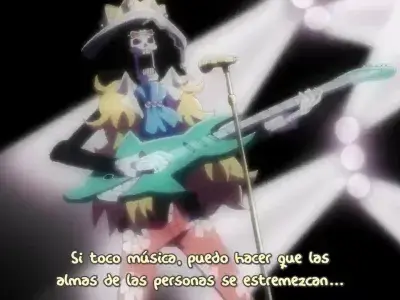 Si toco música, puedo hacer que las
almas de las personas se estremezcan...